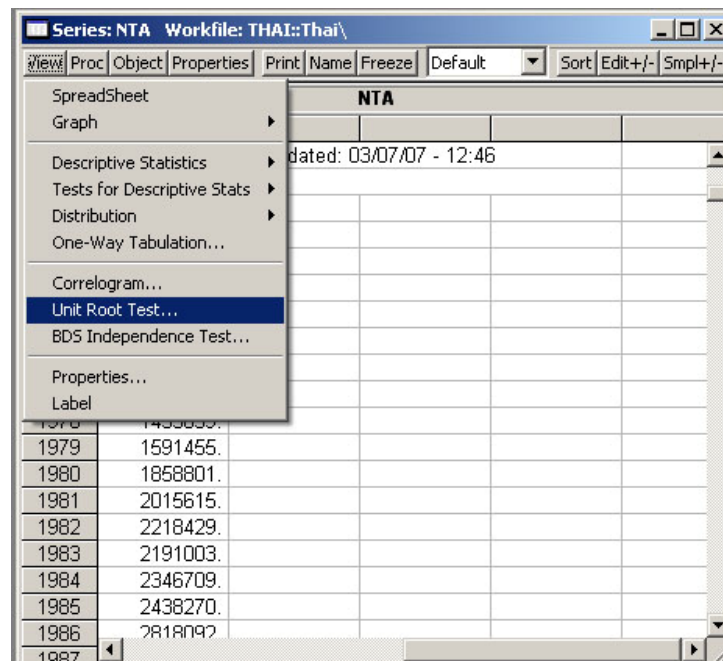 Series: NTA Workfile: THAI::Thai\
View Proc Object Properties Print Name Freeze Default Sort Edit+/- Smpl+/-
NTA
SpreadSheet
Graph
dated: 03/07/07 - 12:46
Descriptive Statistics
Tests for Descriptive Stats
Distribution
One-Way Tabulation...
Correlogram...
Unit Root Test...
BDS Independence Test...
Properties...
Label
1979 1591455.
1980 1858801.
1981 2015615.
1982 2218429.
1983 2191003.
1984 2346709.
1985 2438270.
1986 2818092.
1987